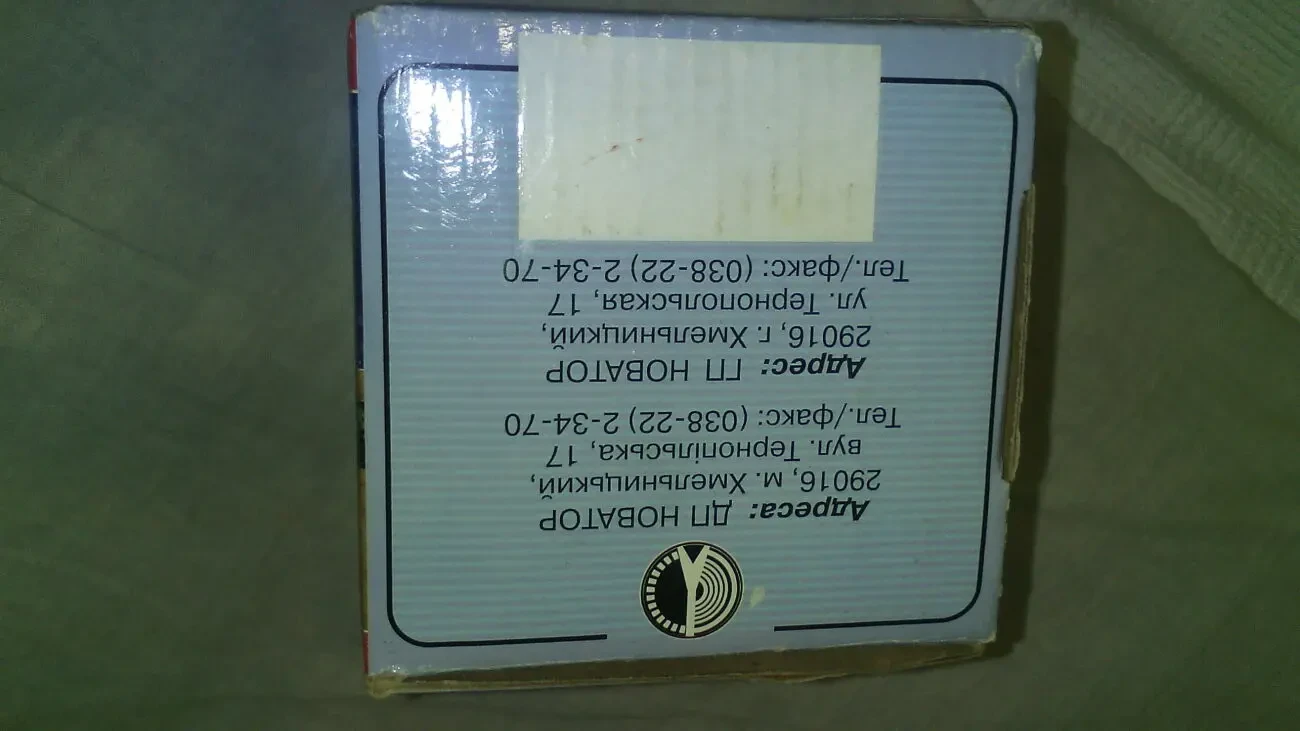 Адреса: ДП НОВАТОР
29016, м. Хмельницький,
вул. Тернопільська, 17
Тел./факс: (038-22) 2-34-70
Адрес: ГП НОВАТОР
29016, г. Хмельницкий,
ул. Тернопольская, 17
Тел./факс: (038-22) 2-34-70